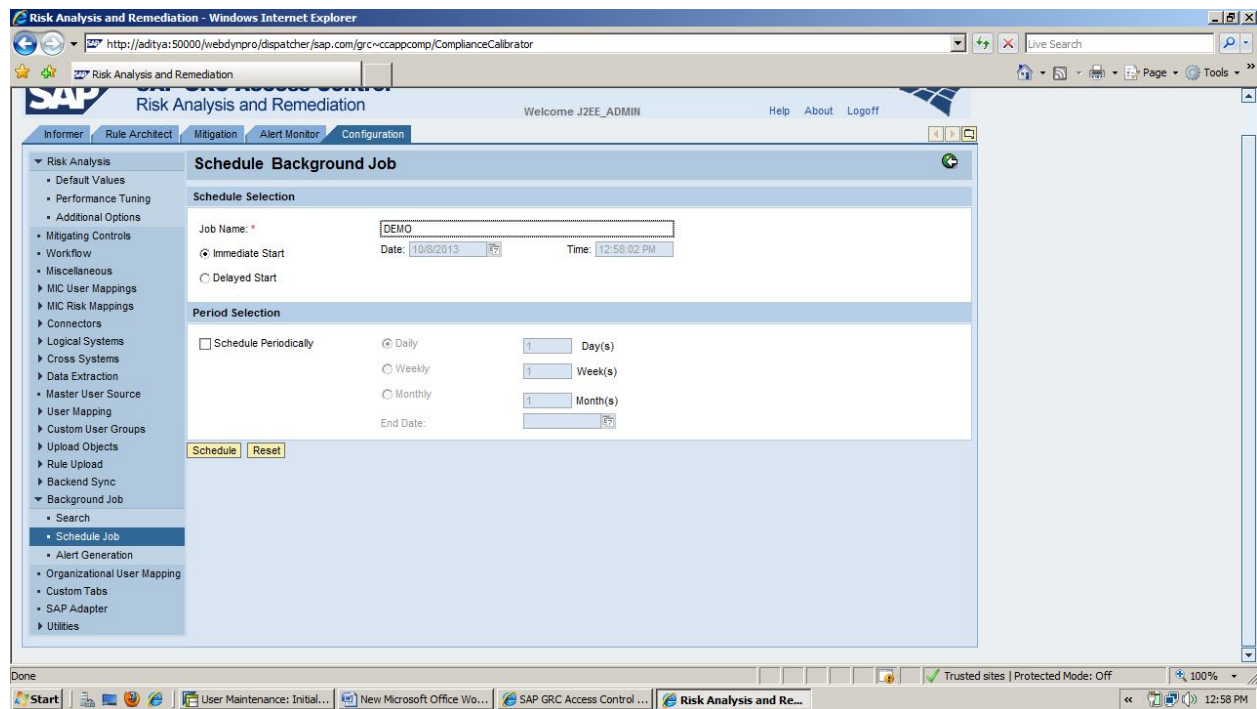 Risk Analysis and Remediation - Windows Internet Explorer
http://aditya:50000/webdynpro/dispatcher/sap.com/grc~ccappcomp/ComplianceCalibrator
Live Search
Risk Analysis and Remediation
Page Tools
SAP GRC Access Control
Risk Analysis and Remediation
Welcome J2EE_ADMIN
Help About Logoff
Informer Rule Architect Mitigation Alert Monitor Configuration
Risk Analysis
Default Values
Performance Tuning
Additional Options
Mitigating Controls
Workflow
Miscellaneous
MIC User Mappings
MIC Risk Mappings
Connectors
Logical Systems
Cross Systems
Data Extraction
Master User Source
User Mapping
Custom User Groups
Upload Objects
Rule Upload
Backend Sync
Background Job
Search
Schedule Job
Alert Generation
Organizational User Mapping
Custom Tabs
SAP Adapter
Utilities
Schedule Background Job
Schedule Selection
Job Name: * DEMO
Immediate Start Date: 10/8/2013 Time: 12:58:02 PM
Delayed Start
Period Selection
Schedule Periodically Daily 1 Day(s)
Weekly 1 Week(s)
Monthly 1 Month(s)
End Date:
Schedule Reset
Done Trusted sites | Protected Mode: Off 100%
Start User Maintenance: Initial... New Microsoft Office Wo... SAP GRC Access Control ... Risk Analysis and Re... 12:58 PM